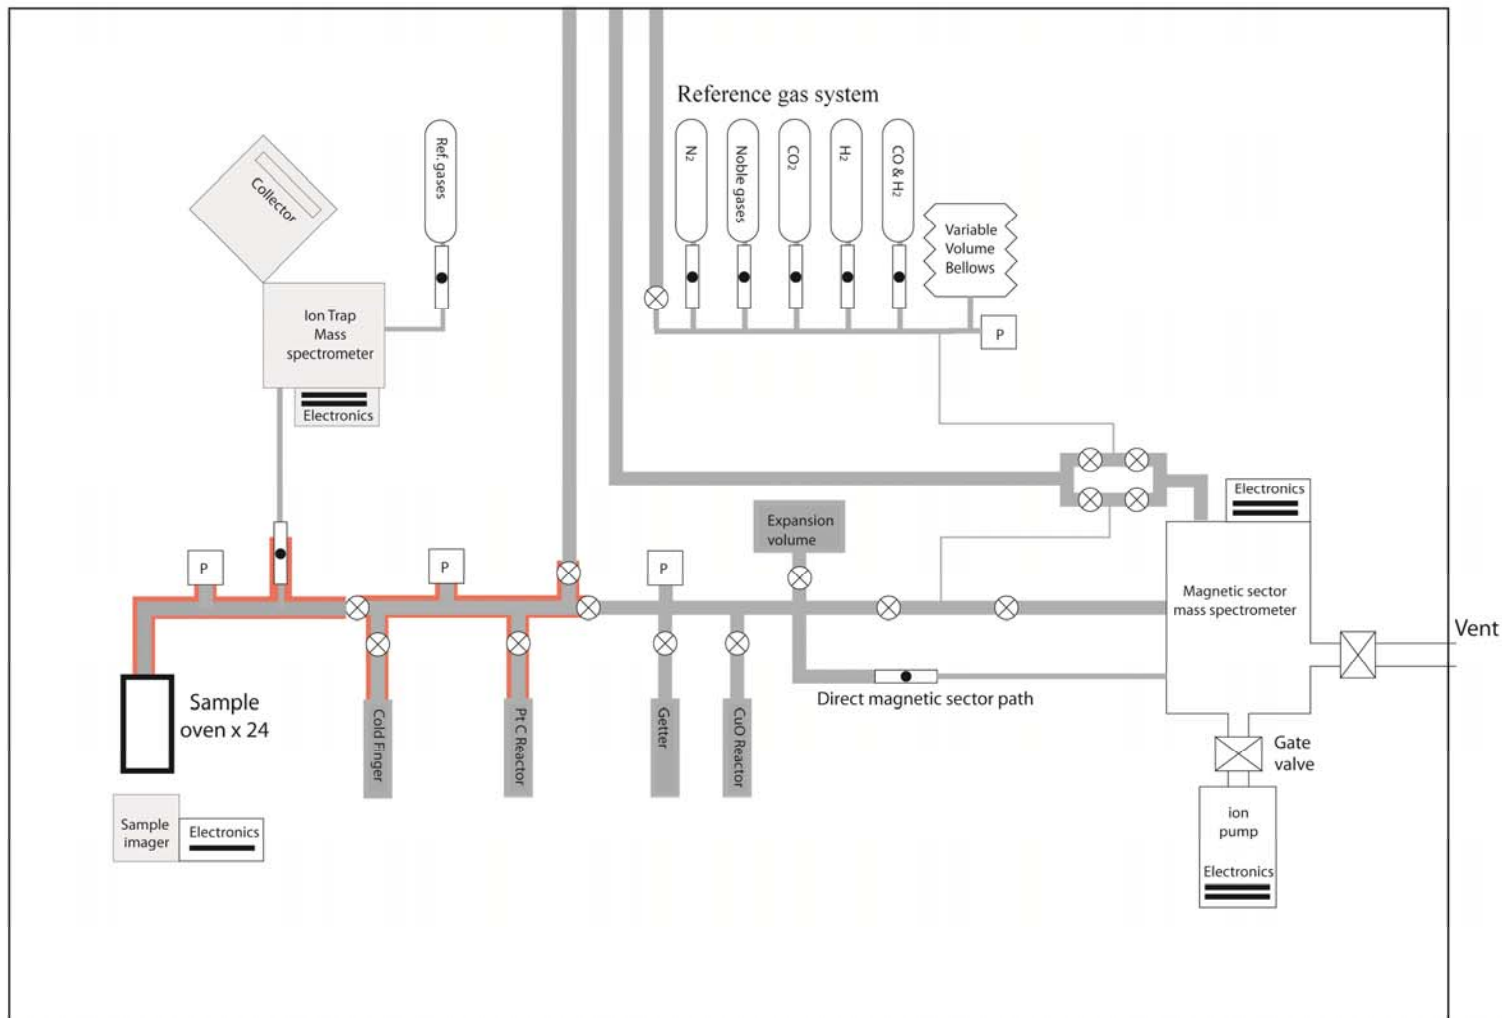 Reference gas system
Ref. gases
N2
Noble gases
CO2
H2
CO & H2
Collector
Variable
Volume
Bellows
P
Ion Trap
Mass
spectrometer
Electronics
Electronics
Expansion
volume
P
P
P
Magnetic sector
mass spectrometer
Vent
Direct magnetic sector path
Sample
oven x 24
Cold Finger
Pt C Reactor
Getter
CuO Reactor
Gate
valve
Sample
imager
Electronics
ion
pump
Electronics